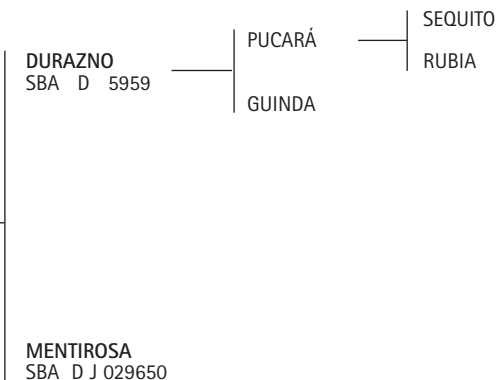 SEQUITO
PUCARÁ
DURAZNO
RUBIA
SBA D 5959
GUINDA
MENTIROSA
SBA D J 029650